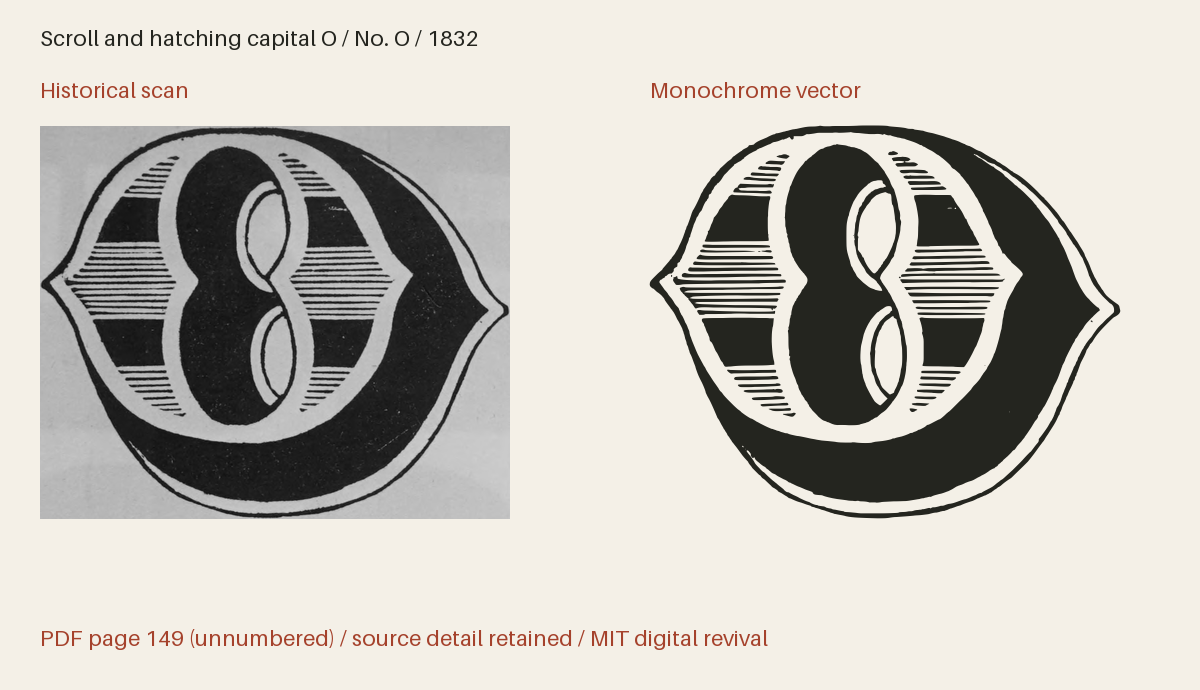 Scroll and hatching capital O / No. O / 1832
Historical scan
Monochrome vector
O
O
PDF page 149 (unnumbered) / source detail retained / MIT digital revival